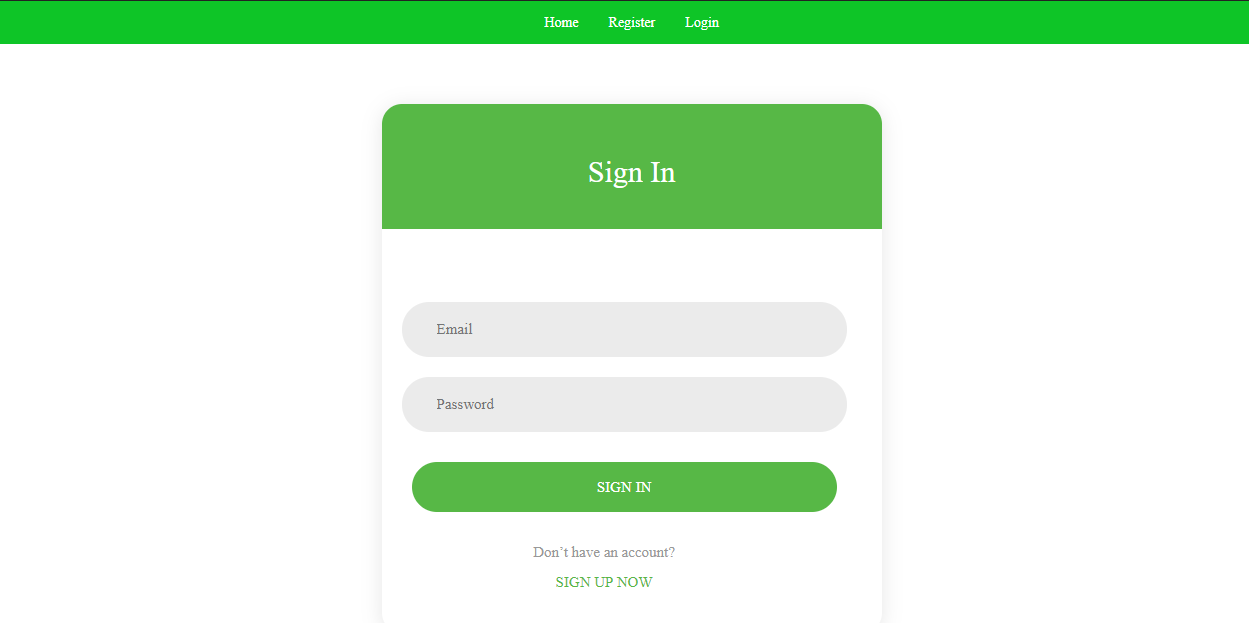 Home Register Login
Sign In
Email
Password
SIGN IN
Don’t have an account?
SIGN UP NOW